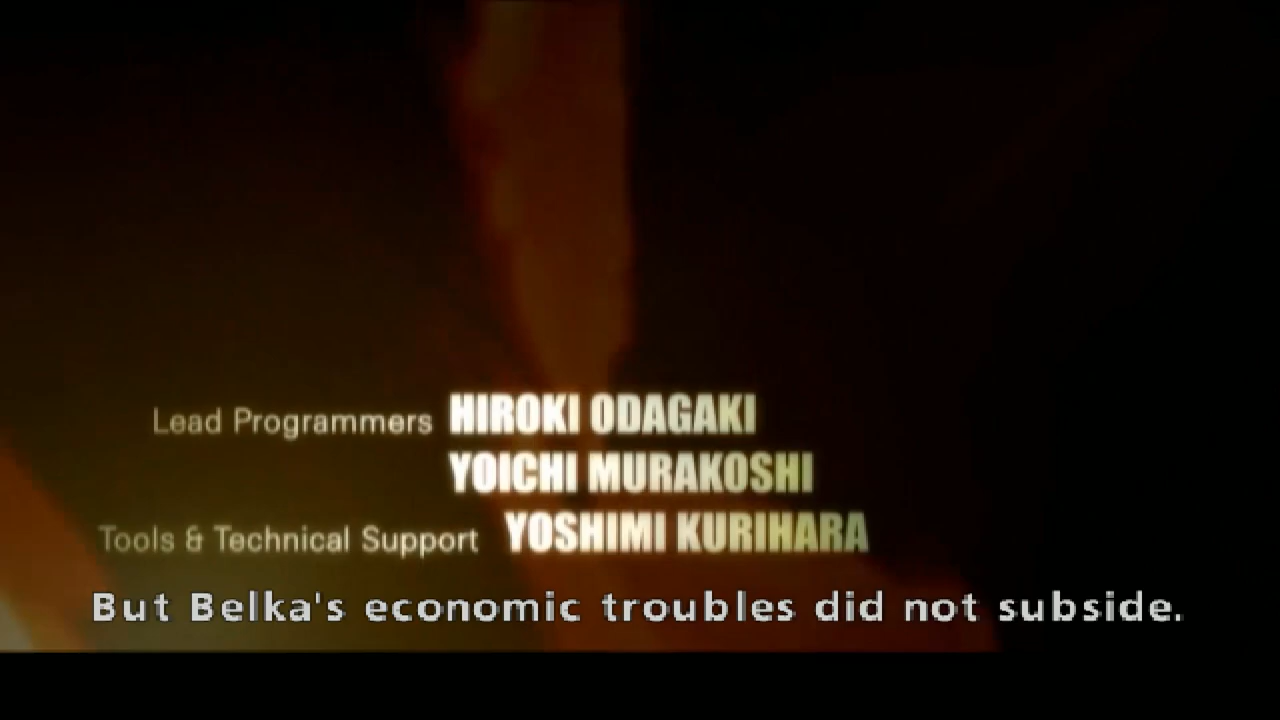 Lead Programmers HIROKI ODAGAKI
YOICHI MURAKOSHI
Tools & Technical Support YOSHIMI KURIHARA
But Belka's economic troubles did not subside.